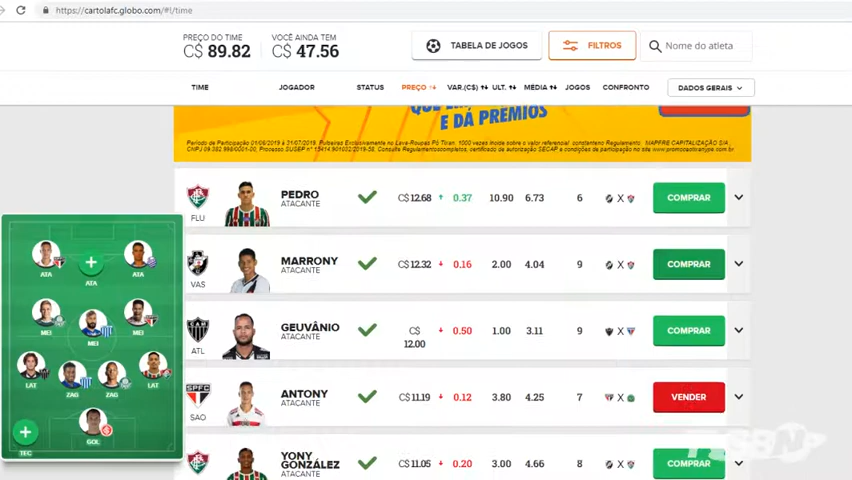 https://cartolafc.globo.com/#!/time
PREÇO DO TIME
C$ 89.82
VOCÊ AINDA TEM
C$ 47.56
TABELA DE JOGOS
FILTROS
Nome do atleta
TIME JOGADOR STATUS PREÇO VAR.(C$) ÚLT. MÉDIA JOGOS CONFRONTO DADOS GERAIS
E DÁ PRÊMIOS
FLU PEDRO ATACANTE C$ 12.68 0.37 10.90 6.73 6 X COMPRAR
VAS MARRONY ATACANTE C$ 12.32 0.16 2.00 4.04 9 X COMPRAR
ATL GEUVÂNIO ATACANTE C$ 12.00 0.50 1.00 3.11 9 X COMPRAR
SAO ANTONY ATACANTE C$ 11.19 0.12 3.80 4.25 7 X VENDER
YONY GONZÁLEZ ATACANTE C$ 11.05 0.20 3.00 4.66 8 X COMPRAR
ATA ATA ATA
MEI MEI MEI
LAT ZAG ZAG LAT
GOL
TEC